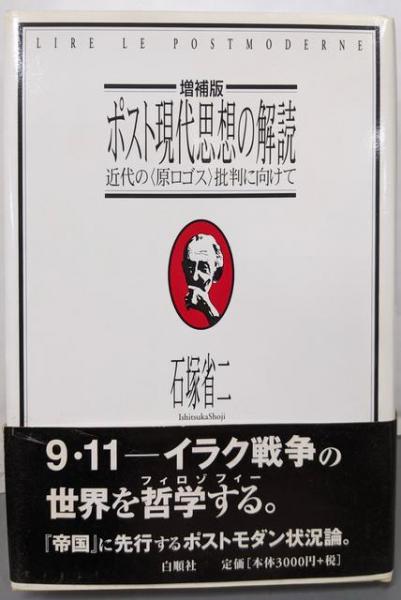 LIRE LE POSTMODERNE
増補版
ポスト現代思想の解読
近代の〈原ロゴス〉批判に向けて
石塚省二
IshitsukaShoji
9・11―イラク戦争の
フィロゾフィー
世界を哲学する。
『帝国』に先行するポストモダン状況論。
白順社 定価[本体3000円+税]